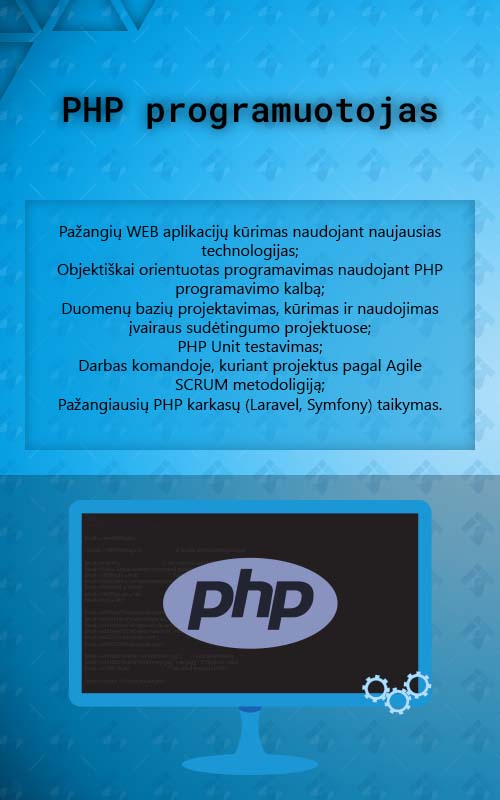 PHP programuotojas
Pažangių WEB aplikacijų kūrimas naudojant naujausias
technologijas;
Objektiškai orientuotas programavimas naudojant PHP
programavimo kalbą;
Duomenų bazių projektavimas, kūrimas ir naudojimas
įvairaus sudėtingumo projektuose;
PHP Unit testavimas;
Darbas komandoje, kuriant projektus pagal Agile
SCRUM metodoligiją;
Pažangiausių PHP karkasų (Laravel, Symfony) taikymas.
php